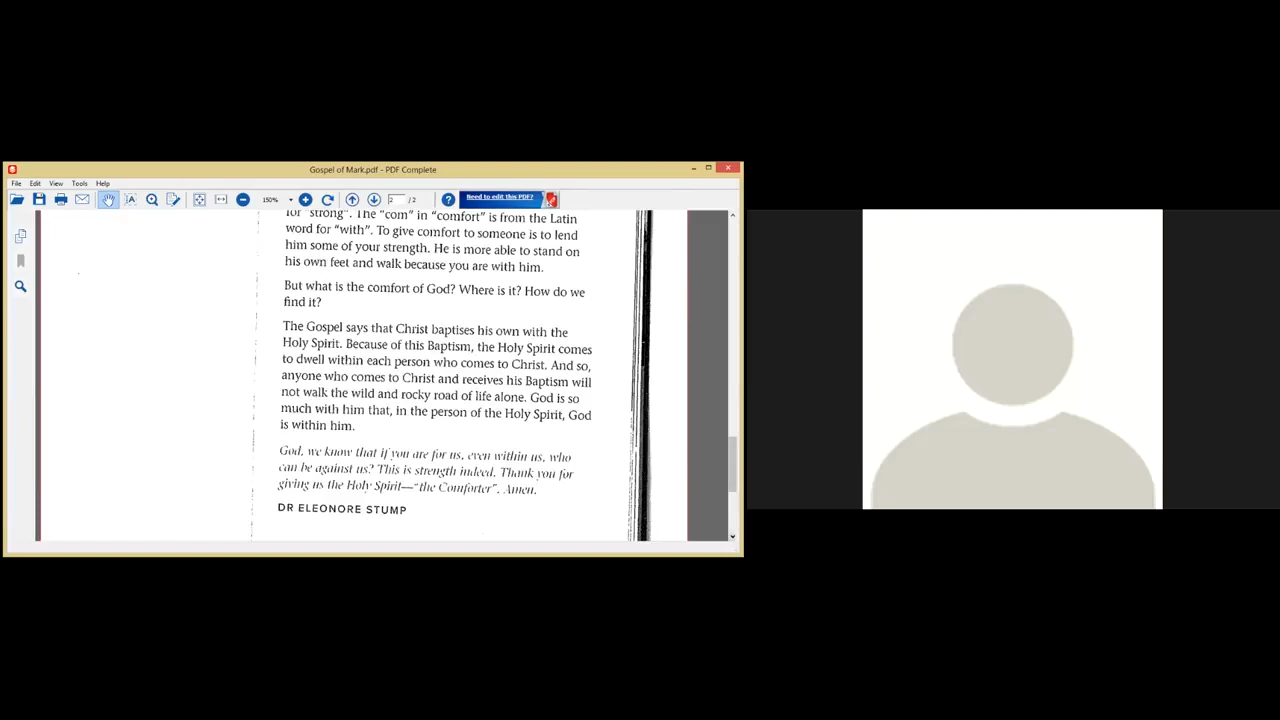 Gospel of Mark.pdf - PDF Complete
File Edit View Tools Help
150% 2 / 2 Need to edit this PDF?
for "strong". The "com" in "comfort" is from the Latin
word for "with". To give comfort to someone is to lend
him some of your strength. He is more able to stand on
his own feet and walk because you are with him.
But what is the comfort of God? Where is it? How do we
find it?
The Gospel says that Christ baptises his own with the
Holy Spirit. Because of this Baptism, the Holy Spirit comes
to dwell within each person who comes to Christ. And so,
anyone who comes to Christ and receives his Baptism will
not walk the wild and rocky road of life alone. God is so
much with him that, in the person of the Holy Spirit, God
is within him.
God, we know that if you are for us, even within us, who
can be against us? This is strength indeed. Thank you for
giving us the Holy Spirit—"the Comforter". Amen.
DR ELEONORE STUMP